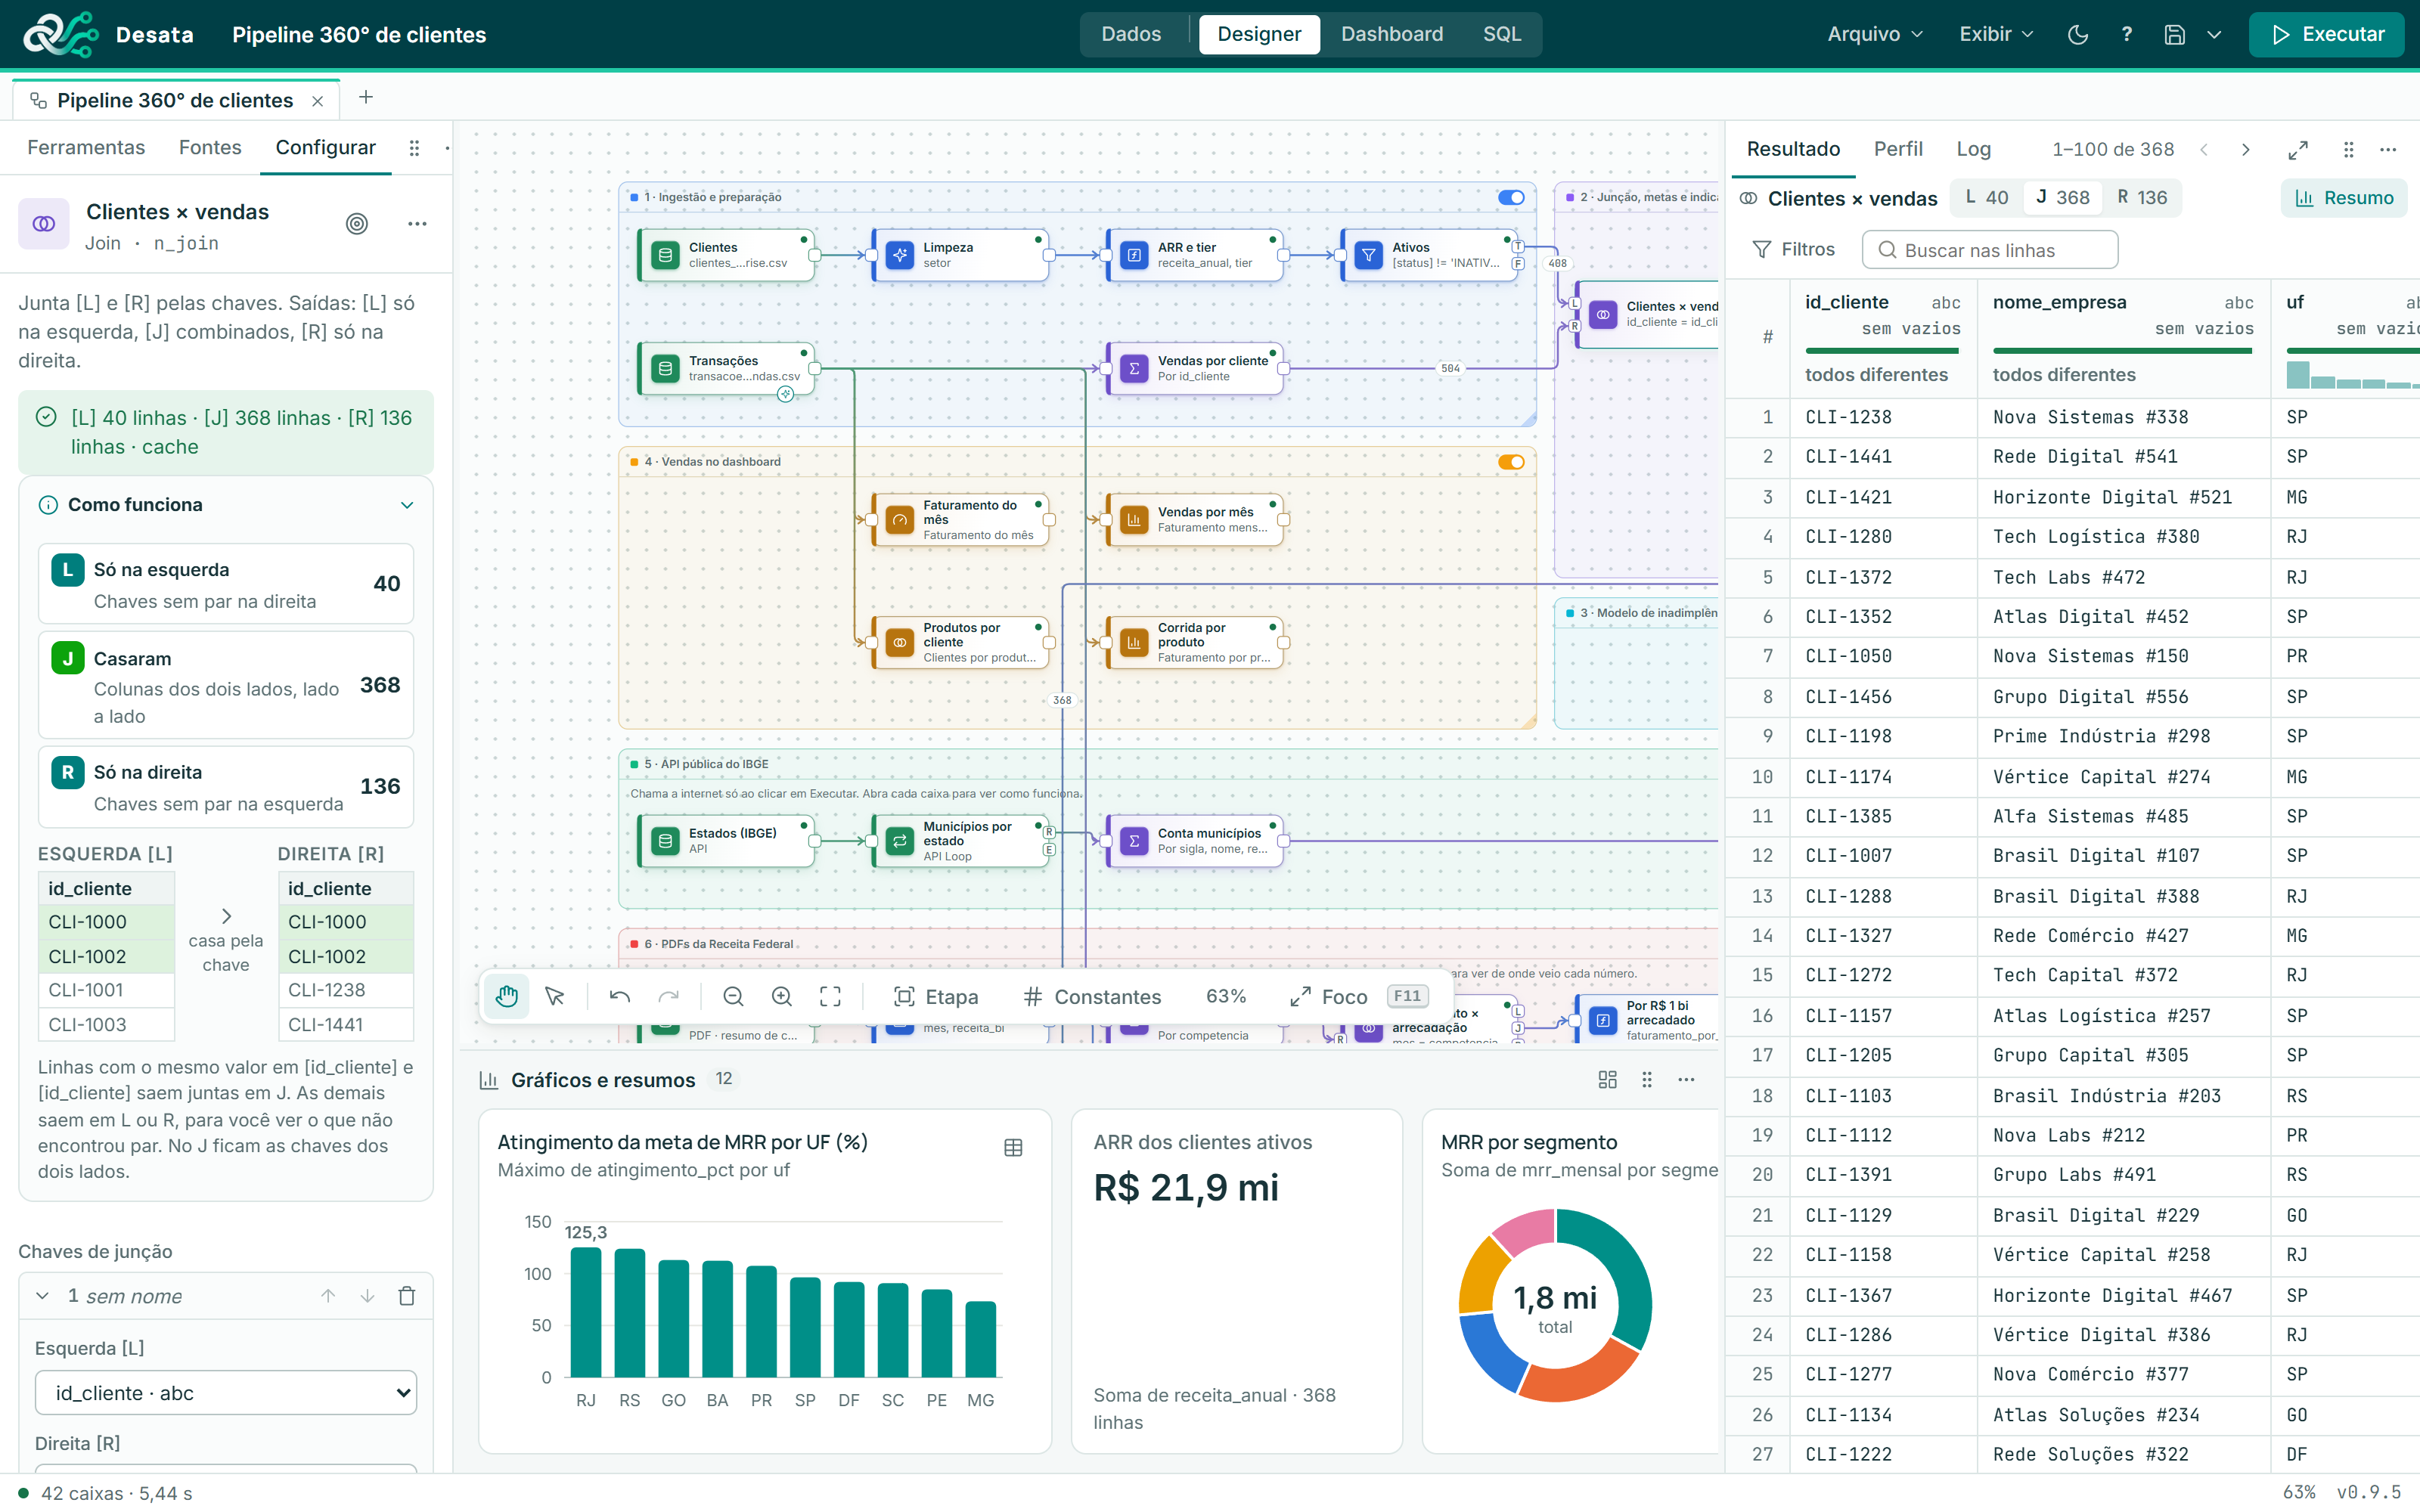 Desata
Pipeline 360° de clientes
Dados
Designer
Dashboard
SQL
Arquivo
Exibir
?
Executar
Pipeline 360° de clientes
Ferramentas
Fontes
Configurar
Clientes × vendas
Join · n_join
Junta [L] e [R] pelas chaves. Saídas: [L] só
na esquerda, [J] combinados, [R] só na
direita.
[L] 40 linhas · [J] 368 linhas · [R] 136
linhas · cache
Como funciona
L Só na esquerda
Chaves sem par na direita
40
J Casaram
Colunas dos dois lados, lado
a lado
368
R Só na direita
Chaves sem par na esquerda
136
ESQUERDA [L]
id_cliente
CLI-1000
CLI-1002
CLI-1001
CLI-1003
casa pela
chave
DIREITA [R]
id_cliente
CLI-1000
CLI-1002
CLI-1238
CLI-1441
Linhas com o mesmo valor em [id_cliente] e
[id_cliente] saem juntas em J. As demais
saem em L ou R, para você ver o que não
encontrou par. No J ficam as chaves dos
dois lados.
Chaves de junção
1 sem nome
Esquerda [L]
id_cliente · abc
Direita [R]
1 · Ingestão e preparação
Clientes
clientes_...rise.csv
Limpeza
setor
ARR e tier
receita_anual, tier
Ativos
[status] != 'INATIV...
T
F
408
Transações
transacoe...ndas.csv
Vendas por cliente
Por id_cliente
504
2 · Junção, metas e indica
L
R
Clientes × vend
id_cliente = id_cli
4 · Vendas no dashboard
Faturamento do
mês
Faturamento do mês
Vendas por mês
Faturamento mens...
Produtos por
cliente
Clientes por produt...
Corrida por
produto
Faturamento por pr...
368
3 · Modelo de inadimplên
5 · API pública do IBGE
Chama a internet só ao clicar em Executar. Abra cada caixa para ver como funciona.
Estados (IBGE)
API
Municípios por
estado
API Loop
R
E
Conta municípios
Por sigla, nome, re...
6 · PDFs da Receita Federal
ara ver de onde veio cada número.
PDF · resumo de c...
mes, receita_bi
Por competencia
R
to ×
arrecadação
mes = competencia
L
J
Por R$ 1 bi
arrecadado
faturamento_por_
Etapa
Constantes
63%
Foco
F11
Gráficos e resumos 12
Atingimento da meta de MRR por UF (%)
Máximo de atingimento_pct por uf
150
100
50
0
125,3
RJ RS GO BA PR SP DF SC PE MG
ARR dos clientes ativos
R$ 21,9 mi
Soma de receita_anual · 368
linhas
MRR por segmento
Soma de mrr_mensal por segme
1,8 mi
total
Resultado
Perfil
Log
1–100 de 368
Clientes × vendas
L 40
J 368
R 136
Resumo
Filtros
Buscar nas linhas
# id_cliente abc nome_empresa abc uf ab
sem vazios sem vazios sem vazio
todos diferentes todos diferentes
1 CLI-1238 Nova Sistemas #338 SP
2 CLI-1441 Rede Digital #541 SP
3 CLI-1421 Horizonte Digital #521 MG
4 CLI-1280 Tech Logística #380 RJ
5 CLI-1372 Tech Labs #472 RJ
6 CLI-1352 Atlas Digital #452 SP
7 CLI-1050 Nova Sistemas #150 PR
8 CLI-1456 Grupo Digital #556 SP
9 CLI-1198 Prime Indústria #298 SP
10 CLI-1174 Vértice Capital #274 MG
11 CLI-1385 Alfa Sistemas #485 SP
12 CLI-1007 Brasil Digital #107 SP
13 CLI-1288 Brasil Digital #388 RJ
14 CLI-1327 Rede Comércio #427 MG
15 CLI-1272 Tech Capital #372 RJ
16 CLI-1157 Atlas Logística #257 SP
17 CLI-1205 Grupo Capital #305 SP
18 CLI-1103 Brasil Indústria #203 RS
19 CLI-1112 Nova Labs #212 PR
20 CLI-1391 Grupo Labs #491 RS
21 CLI-1129 Brasil Digital #229 GO
22 CLI-1158 Vértice Capital #258 RJ
23 CLI-1367 Horizonte Digital #467 SP
24 CLI-1286 Vértice Digital #386 RJ
25 CLI-1277 Nova Comércio #377 SP
26 CLI-1134 Atlas Soluções #234 GO
27 CLI-1222 Rede Soluções #322 DF
42 caixas · 5,44 s
63%
v0.9.5